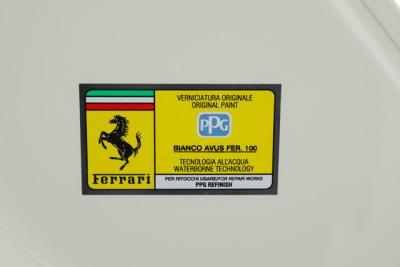 VERNICIATURA ORIGINALE
ORIGINAL PAINT
PPG
BIANCO AVUS FER. 100
TECNOLOGIA ALL'ACQUA
WATERBORNE TECHNOLOGY
Ferrari
PER RITOCCHI USARE/FOR REPAIR WORKS
PPG REFINISH